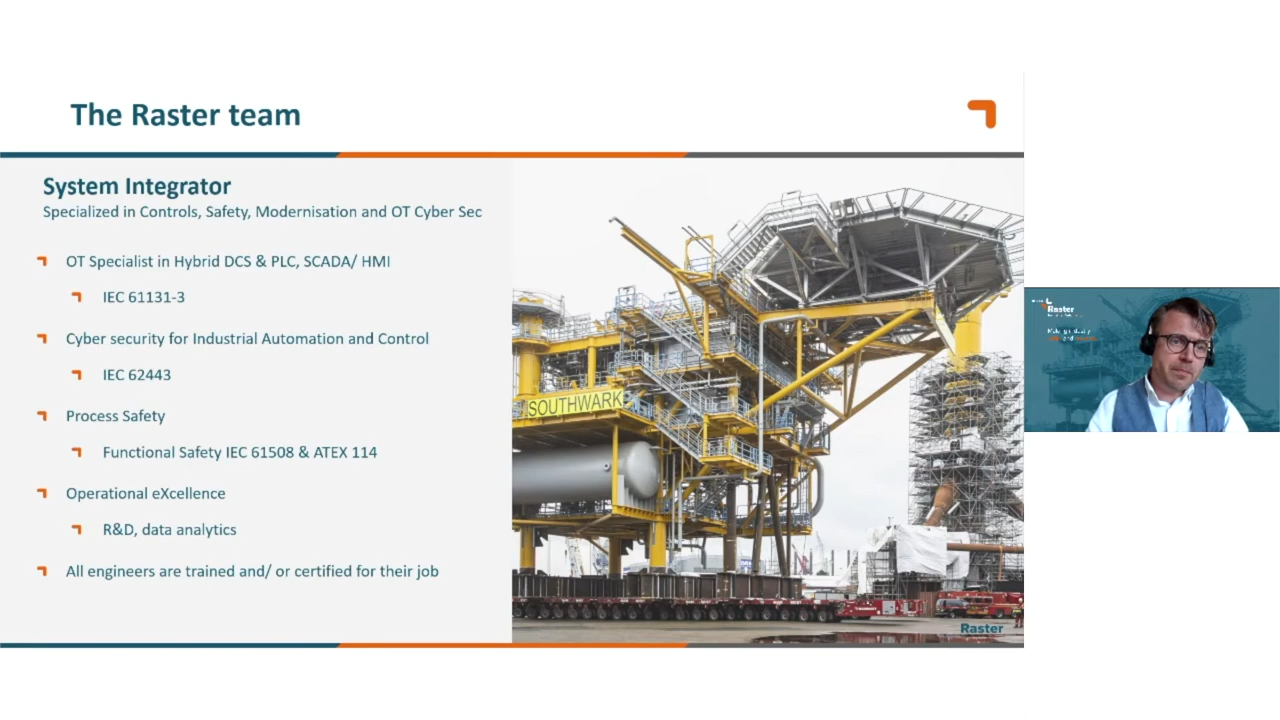 The Raster team
System Integrator
Specialized in Controls, Safety, Modernisation and OT Cyber Sec
OT Specialist in Hybrid DCS & PLC, SCADA/ HMI
IEC 61131-3
Cyber security for Industrial Automation and Control
IEC 62443
Process Safety
Functional Safety IEC 61508 & ATEX 114
Operational eXcellence
R&D, data analytics
All engineers are trained and/ or certified for their job
SOUTHWARK
Raster
Raster
Making industry
and